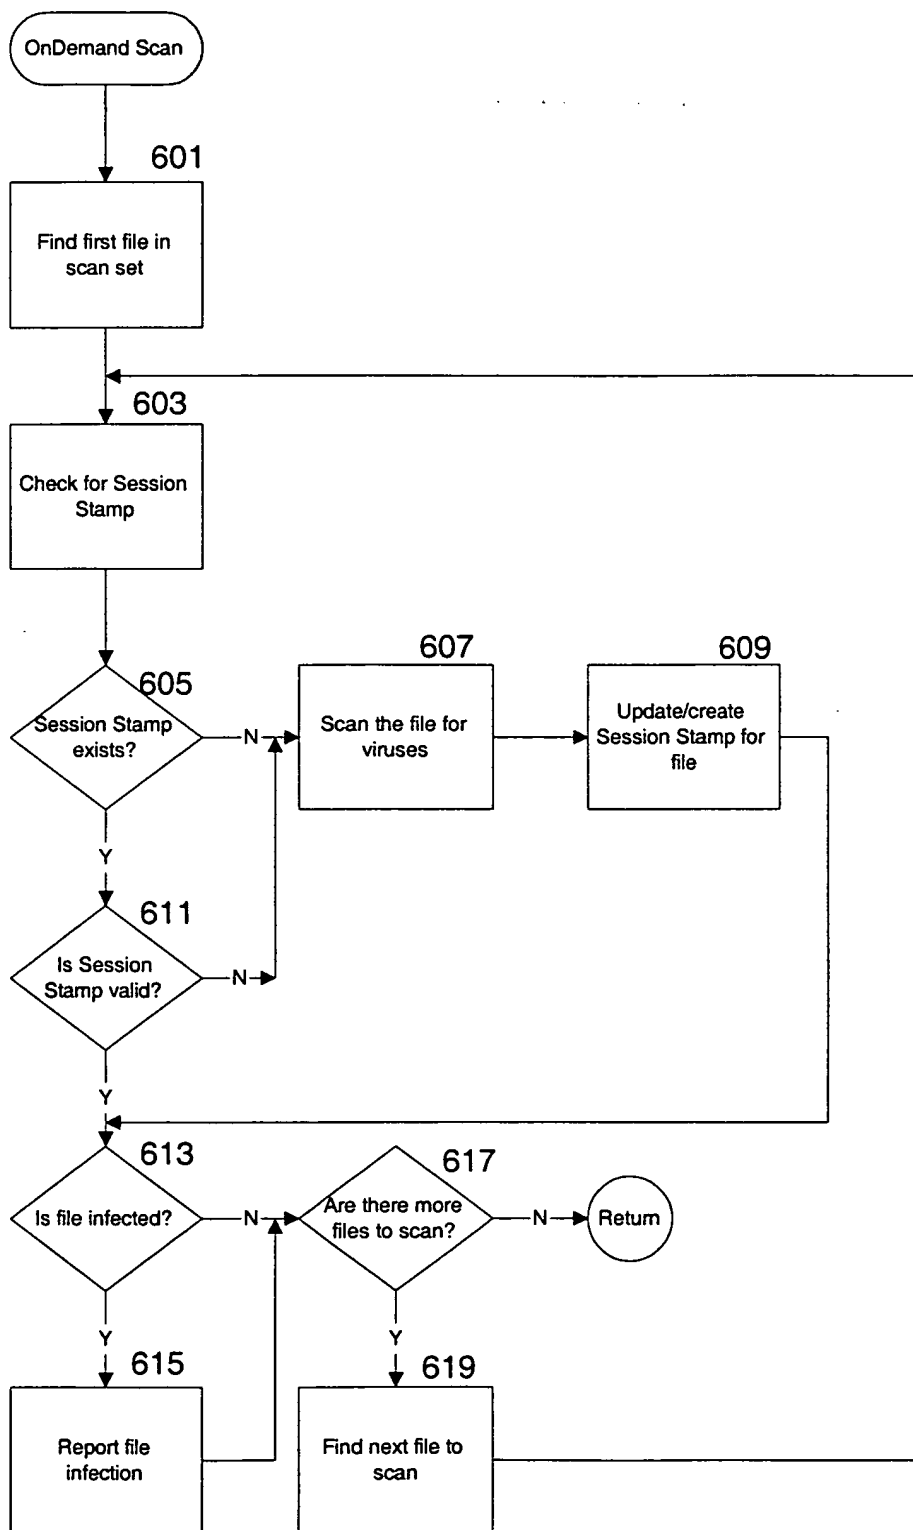 OnDemand Scan
601
Find first file in
scan set
603
Check for Session
Stamp
605
Session Stamp
exists?
N
607
Scan the file for
viruses
609
Update/create
Session Stamp for
file
Y
611
Is Session
Stamp valid?
N
Y
613
Is file infected?
N
617
Are there more
files to scan?
N
Return
Y
Y
615
Report file
infection
619
Find next file to
scan